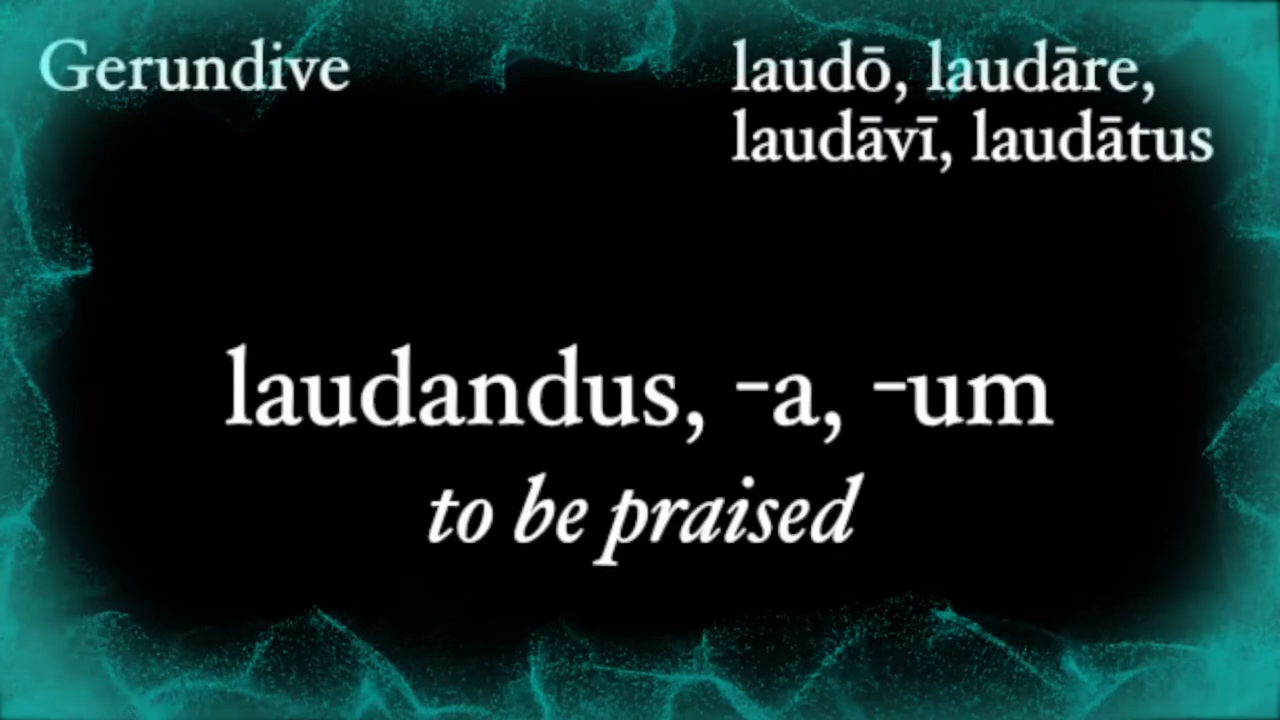 Gerundive
laudō, laudāre,
laudāvī, laudātus
laudandus, -a, -um
to be praised